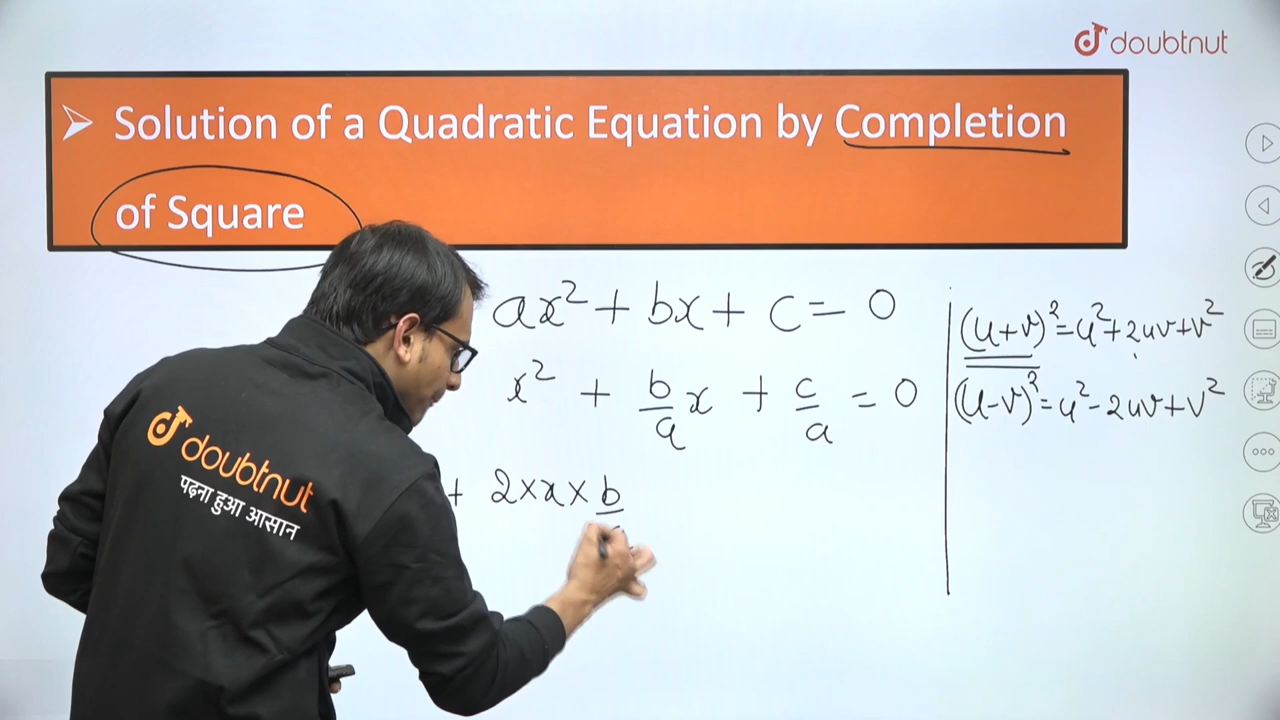 doubtnut
➤ Solution of a Quadratic Equation by Completion
of Square
ax² + bx + c = 0
x² + b/a x + c/a = 0
+ 2×x×b
(u+v)² = u² + 2uv + v²
(u-v)² = u² - 2uv + v²
doubtnut
पढ़ना हुआ आसान